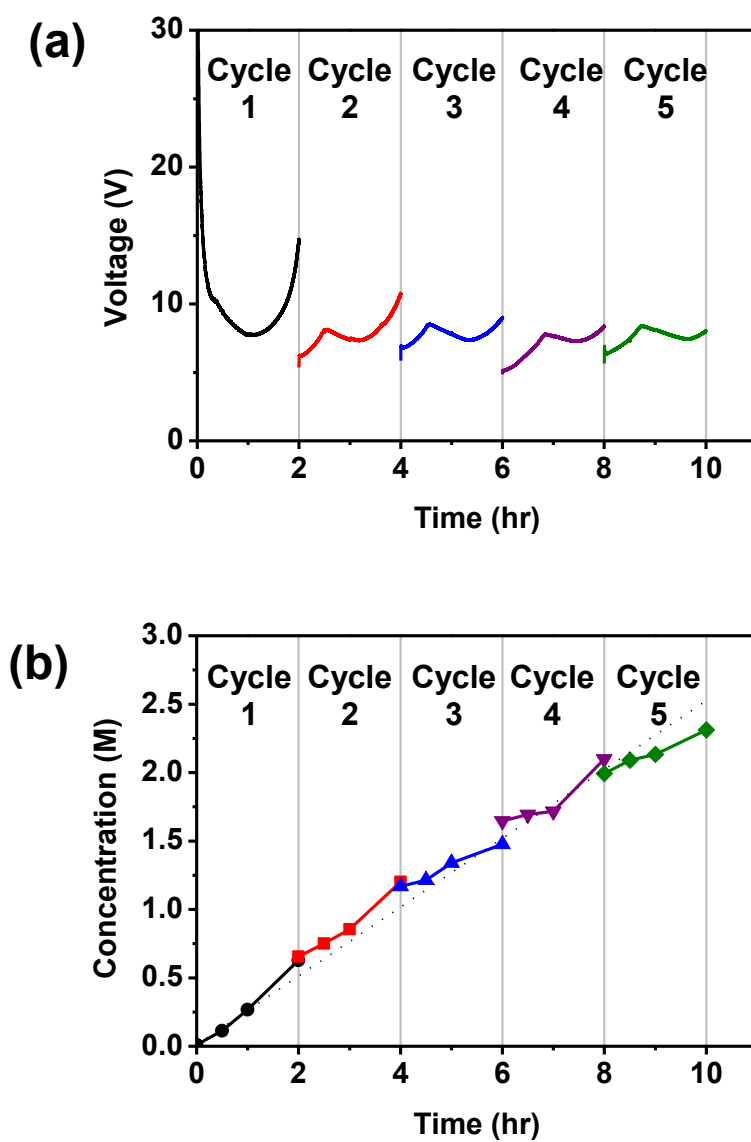 (a)
Voltage (V)
30
20
10
0
Cycle 1
Cycle 2
Cycle 3
Cycle 4
Cycle 5
0 2 4 6 8 10
Time (hr)
(b)
Concentration (M)
3.0
2.5
2.0
1.5
1.0
0.5
0.0
Cycle 1
Cycle 2
Cycle 3
Cycle 4
Cycle 5
0 2 4 6 8 10
Time (hr)